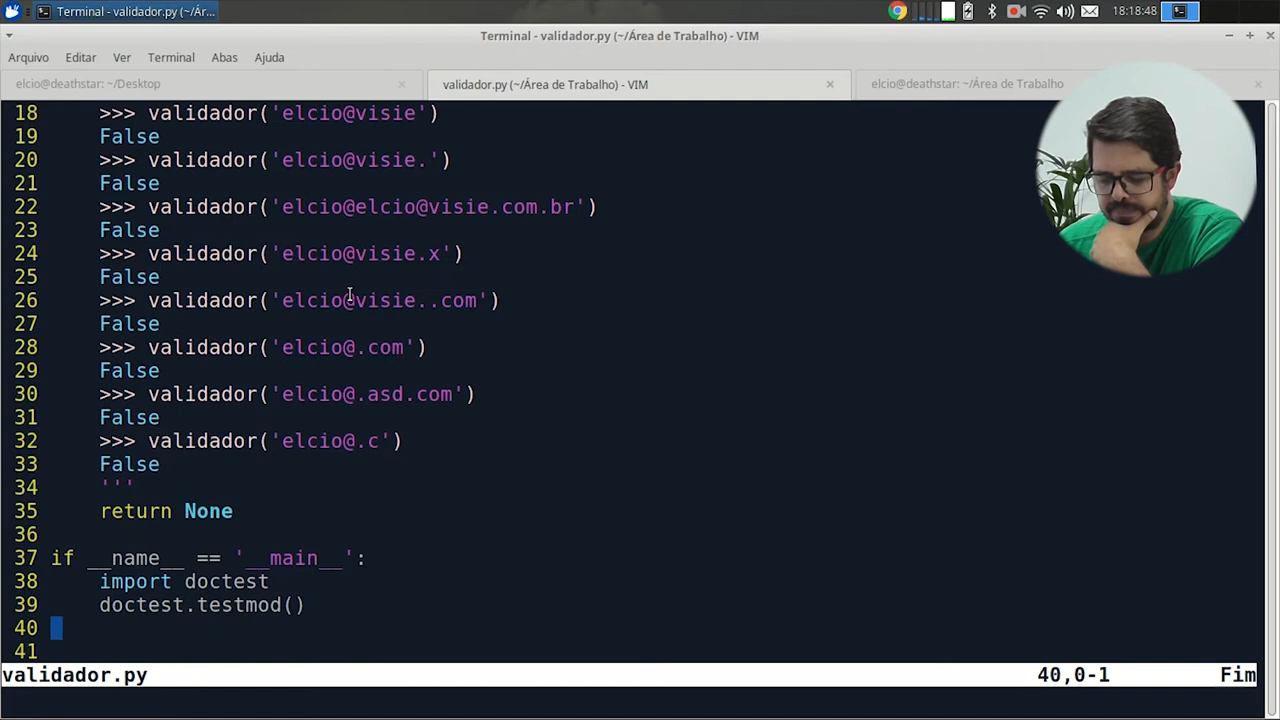 Terminal - validador.py (~/Ár...
18:18:48
Terminal - validador.py (~/Área de Trabalho) - VIM
Arquivo Editar Ver Terminal Abas Ajuda
elcio@deathstar: ~/Desktop
validador.py (~/Área de Trabalho) - VIM
elcio@deathstar: ~/Área de Trabalho
18 >>> validador('elcio@visie')
19 False
20 >>> validador('elcio@visie.')
21 False
22 >>> validador('elcio@elcio@visie.com.br')
23 False
24 >>> validador('elcio@visie.x')
25 False
26 >>> validador('elcio@visie..com')
27 False
28 >>> validador('elcio@.com')
29 False
30 >>> validador('elcio@.asd.com')
31 False
32 >>> validador('elcio@.c')
33 False
34 '''
35 return None
36
37 if __name__ == '__main__':
38 import doctest
39 doctest.testmod()
40
41
validador.py 40,0-1 Fim